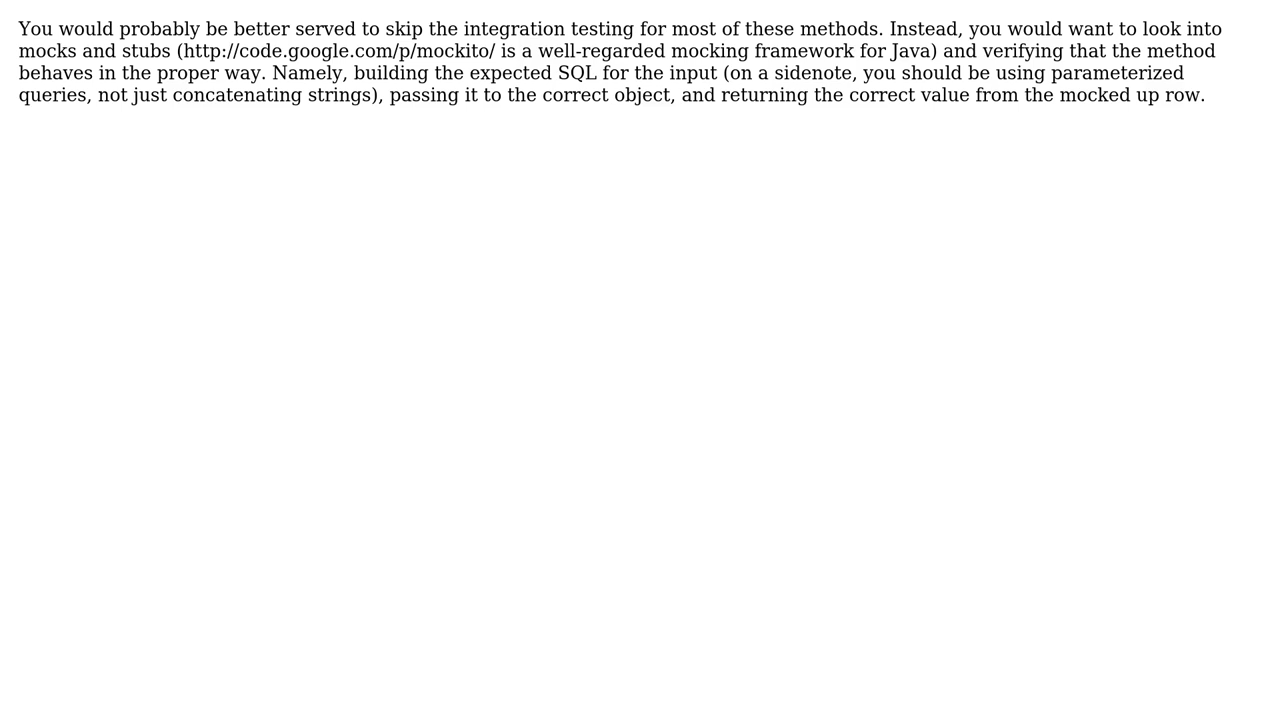 You would probably be better served to skip the integration testing for most of these methods. Instead, you would want to look into
mocks and stubs (http://code.google.com/p/mockito/ is a well-regarded mocking framework for Java) and verifying that the method
behaves in the proper way. Namely, building the expected SQL for the input (on a sidenote, you should be using parameterized
queries, not just concatenating strings), passing it to the correct object, and returning the correct value from the mocked up row.